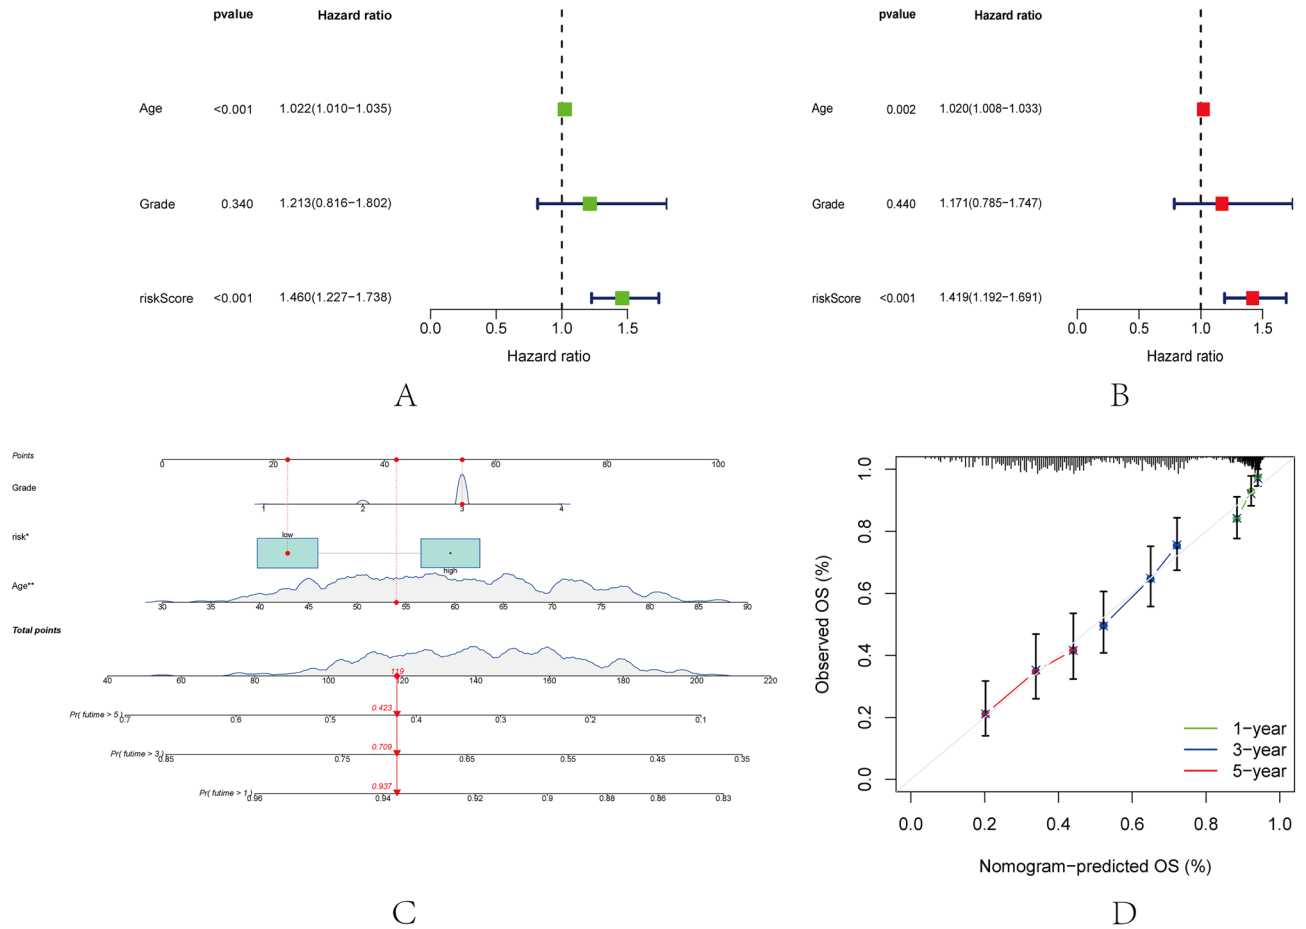 pvalue Hazard ratio
Age <0.001 1.022(1.010−1.035)
Grade 0.340 1.213(0.816−1.802)
riskScore <0.001 1.460(1.227−1.738)
0.0 0.5 1.0 1.5
Hazard ratio
A
pvalue Hazard ratio
Age 0.002 1.020(1.008−1.033)
Grade 0.440 1.171(0.785−1.747)
riskScore <0.001 1.419(1.192−1.691)
0.0 0.5 1.0 1.5
Hazard ratio
B
Points
0 20 40 60 80 100
Grade
1 2 3 4
risk*
low
high
Age**
30 35 40 45 50 55 60 65 70 75 80 85 90
Total points
119
40 60 80 100 120 140 160 180 200 220
0.423
Pr( futime > 5 )
0.7 0.6 0.5 0.4 0.3 0.2 0.1
0.709
Pr( futime > 3 )
0.85 0.75 0.65 0.55 0.45 0.35
0.937
Pr( futime > 1 )
0.96 0.94 0.92 0.9 0.88 0.86 0.83
C
Observed OS (%)
1.0
0.8
0.6
0.4
0.2
0.0
1−year
3−year
5−year
0.0 0.2 0.4 0.6 0.8 1.0
Nomogram−predicted OS (%)
D